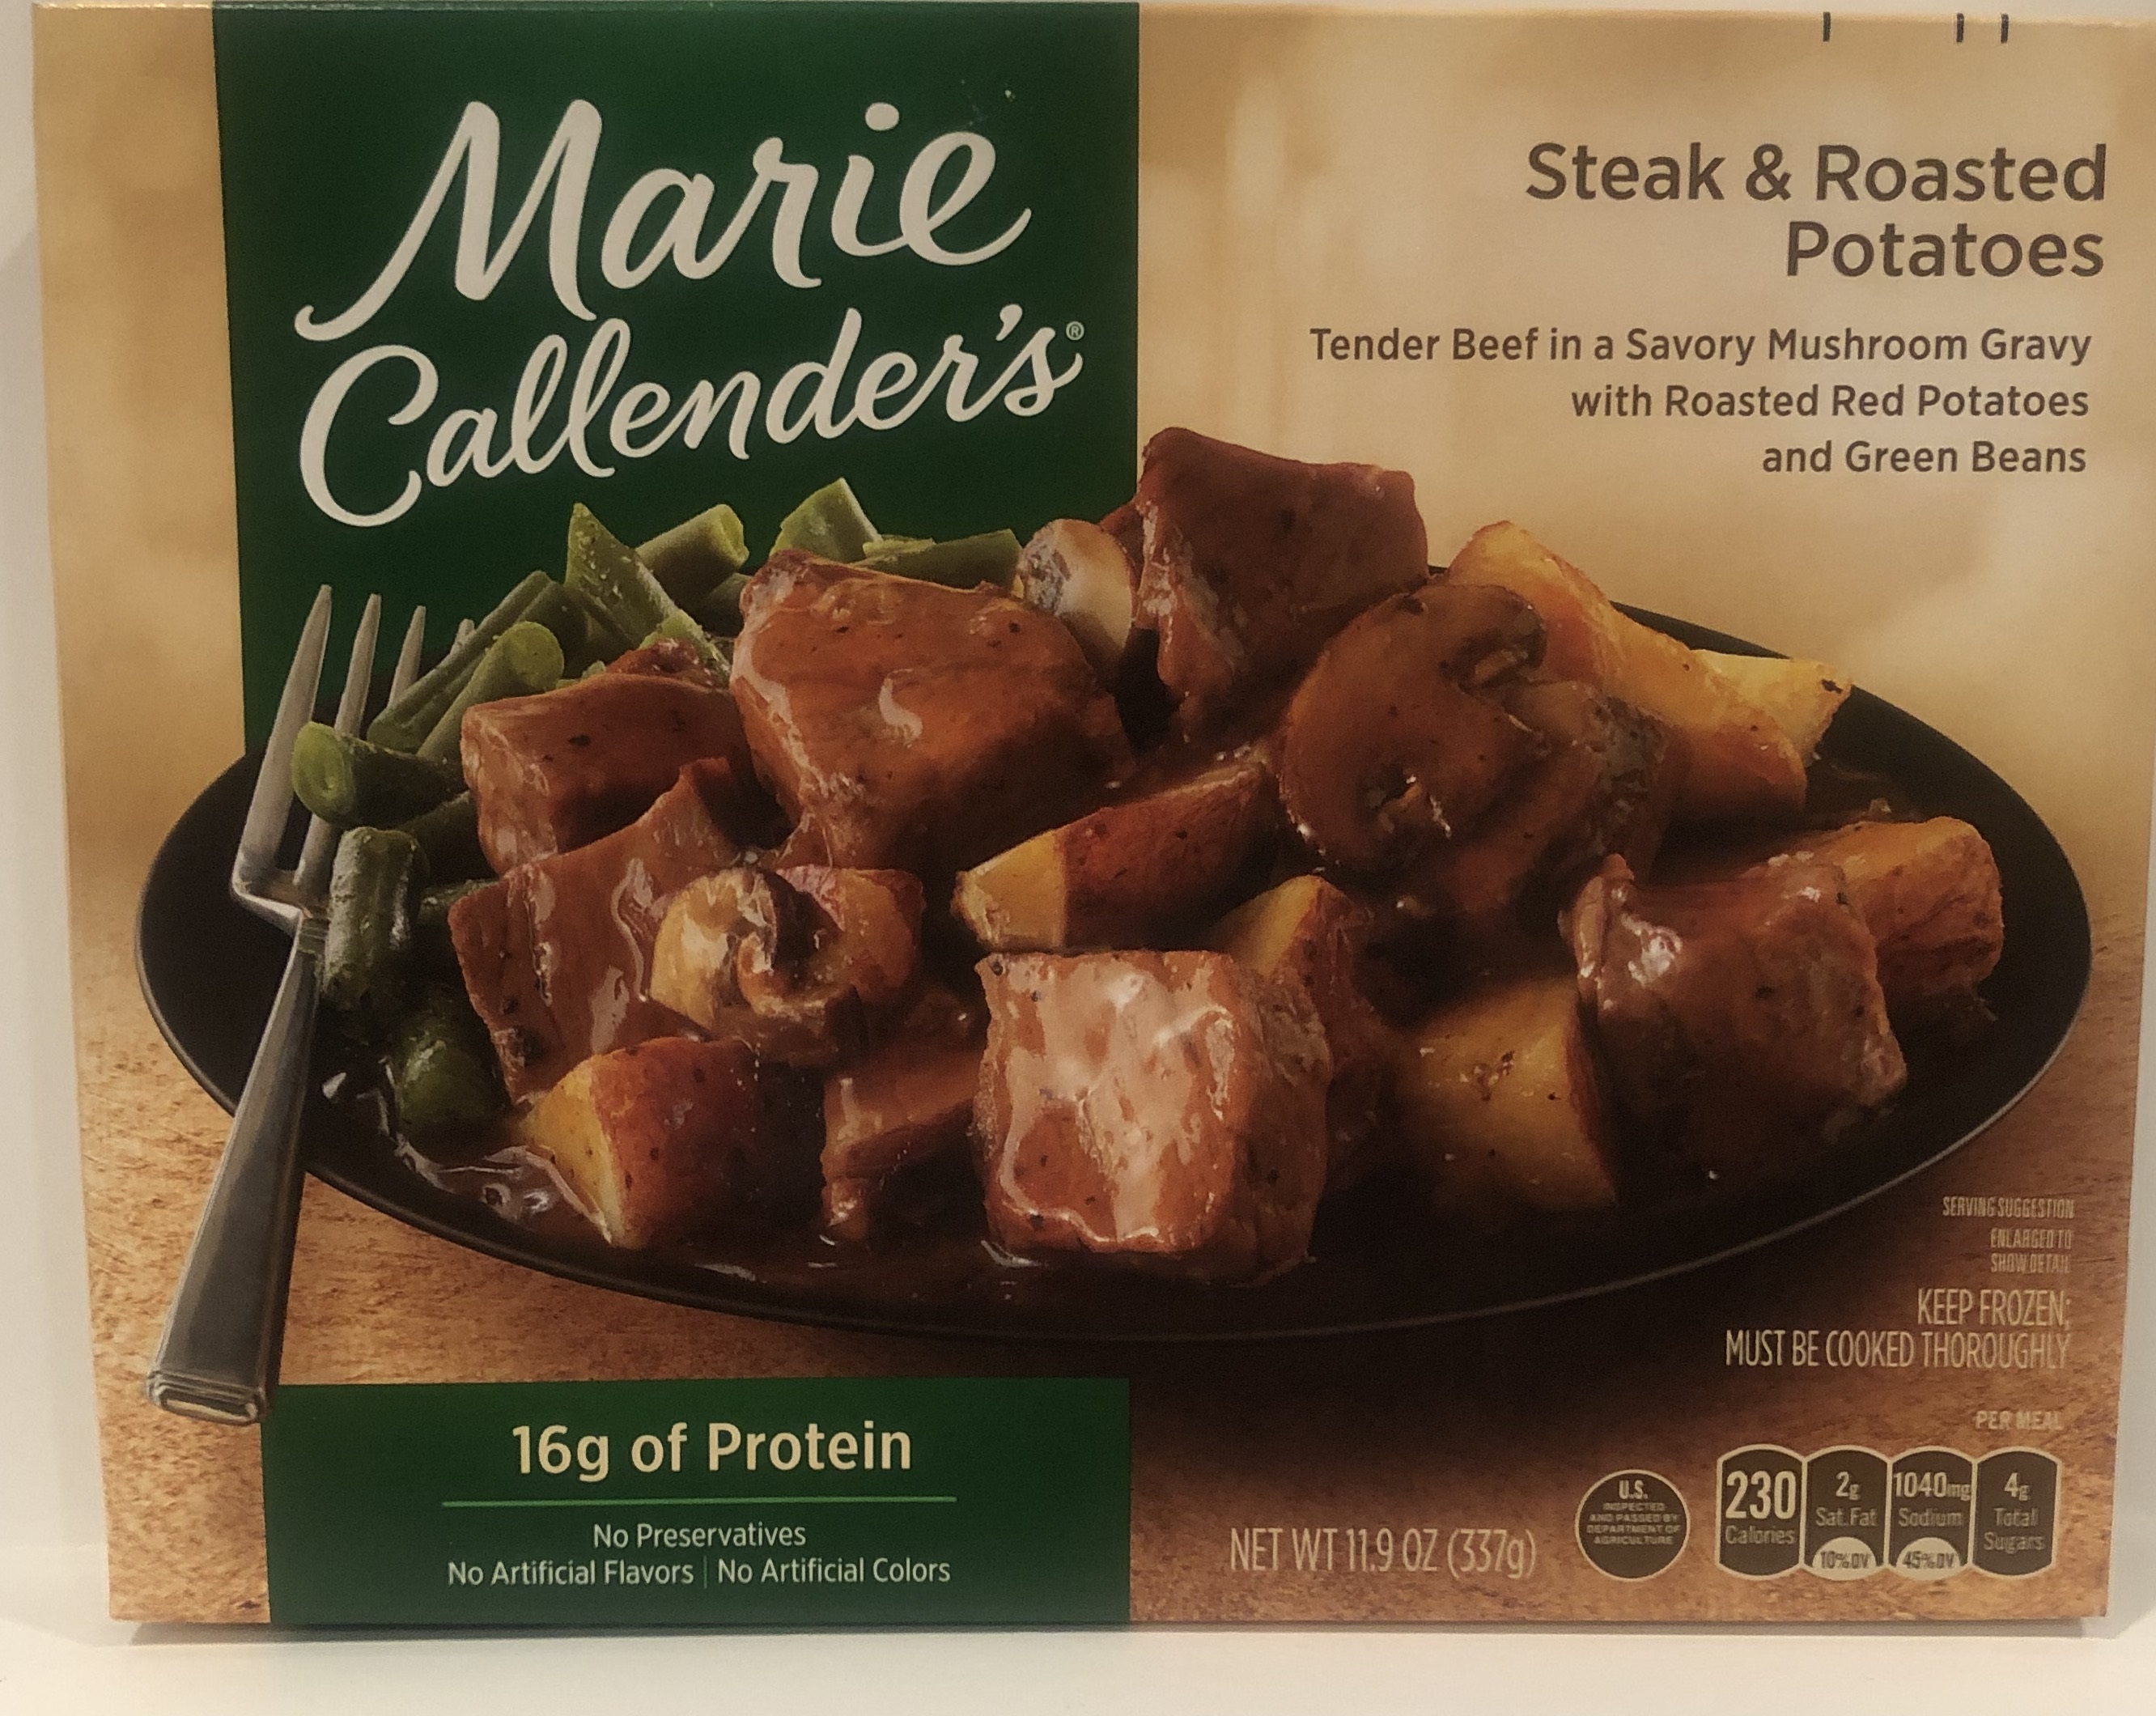 Marie
Callender's®
Steak & Roasted
Potatoes
Tender Beef in a Savory Mushroom Gravy
with Roasted Red Potatoes
and Green Beans
SERVING SUGGESTION
ENLARGED TO
SHOW DETAIL
KEEP FROZEN;
MUST BE COOKED THOROUGHLY
16g of Protein
No Preservatives
No Artificial Flavors | No Artificial Colors
NET WT 11.9 OZ (337g)
U.S.
INSPECTED
AND PASSED BY
DEPARTMENT OF
AGRICULTURE
PER MEAL
230 Calories
2g Sat. Fat 10% DV
1040mg Sodium 45% DV
4g Total Sugars